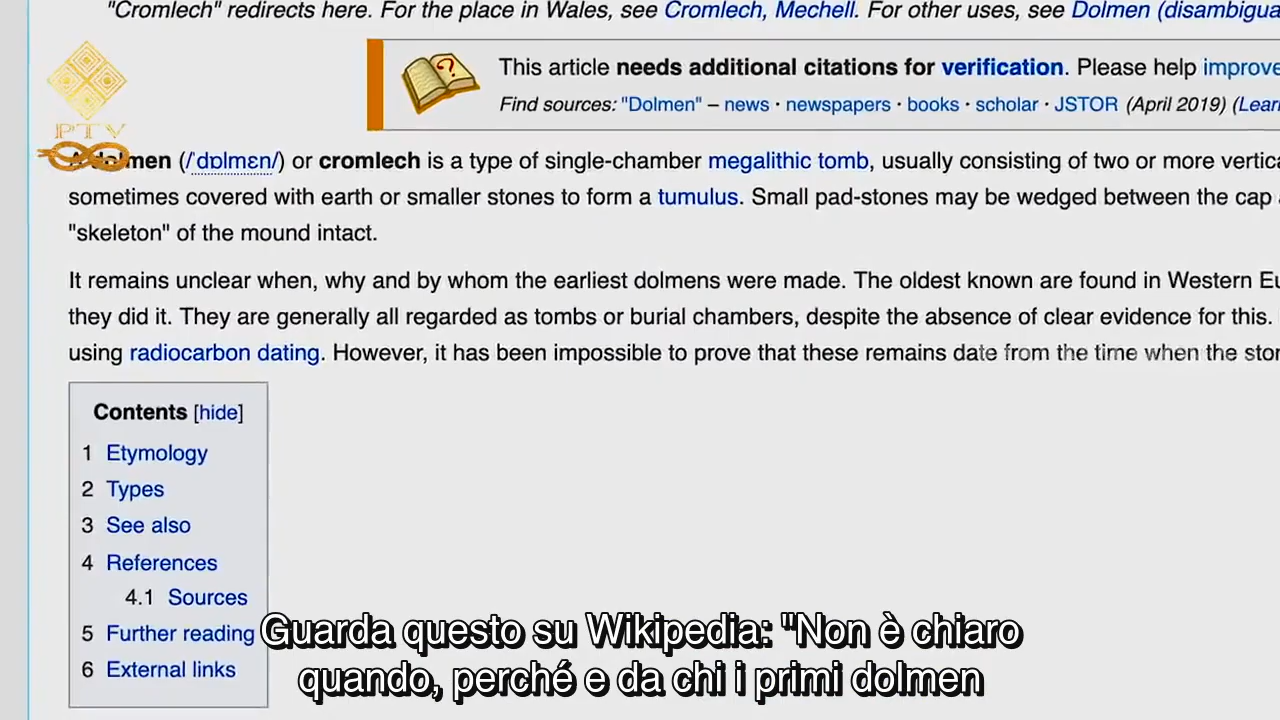 "Cromlech" redirects here. For the place in Wales, see Cromlech, Mechell. For other uses, see Dolmen (disambigua
This article needs additional citations for verification. Please help improve
Find sources: "Dolmen" – news · newspapers · books · scholar · JSTOR (April 2019) (Lear
PTV
A dolmen (/ˈdɒlmɛn/) or cromlech is a type of single-chamber megalithic tomb, usually consisting of two or more vertica
sometimes covered with earth or smaller stones to form a tumulus. Small pad-stones may be wedged between the cap
"skeleton" of the mound intact.
It remains unclear when, why and by whom the earliest dolmens were made. The oldest known are found in Western Eu
they did it. They are generally all regarded as tombs or burial chambers, despite the absence of clear evidence for this.
using radiocarbon dating. However, it has been impossible to prove that these remains date from the time when the ston
Contents [hide]
1 Etymology
2 Types
3 See also
4 References
4.1 Sources
5 Further reading
6 External links
Guarda questo su Wikipedia: "Non è chiaro
quando, perché e da chi i primi dolmen